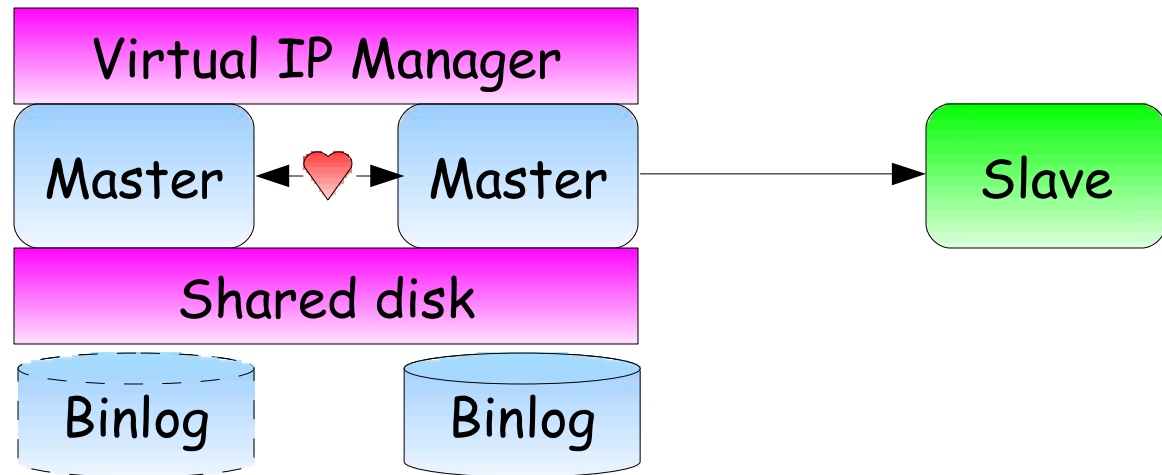 Virtual IP Manager
Master
Master
Slave
Shared disk
Binlog
Binlog